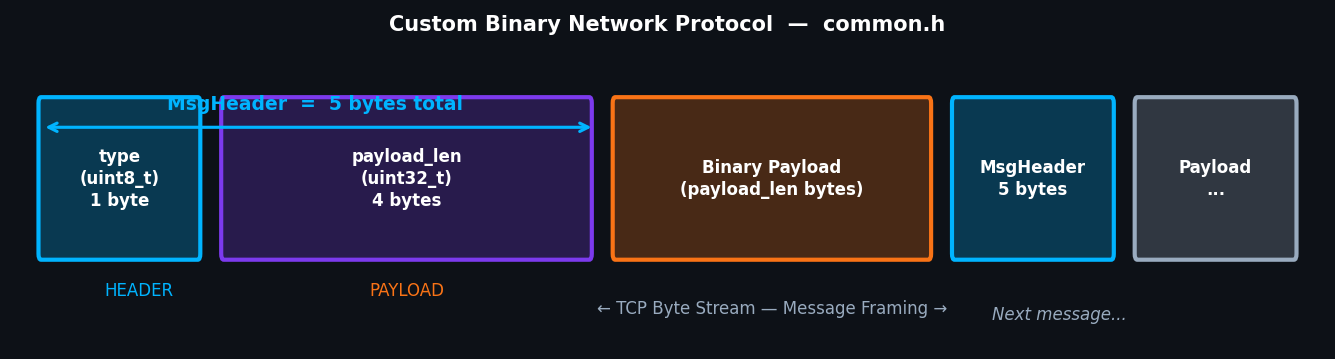 Custom Binary Network Protocol — common.h
MsgHeader = 5 bytes total
type
(uint8_t)
1 byte
payload_len
(uint32_t)
4 bytes
Binary Payload
(payload_len bytes)
MsgHeader
5 bytes
Payload
...
HEADER
PAYLOAD
← TCP Byte Stream — Message Framing →
Next message...